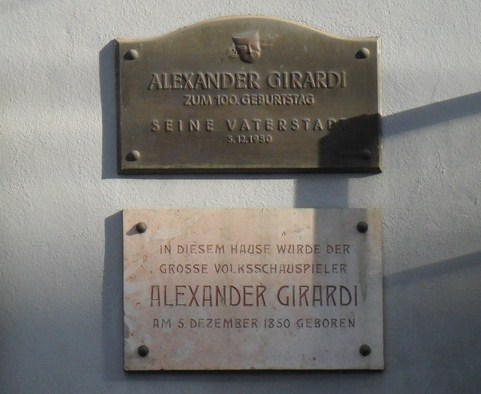 ALEXANDER GIRARDI
ZUM 100. GEBURTSTAG
SEINE VATERSTADT
5.12.1950
IN DIESEM HAUSE WURDE DER
GROSSE VOLKSSCHAUSPIELER
ALEXANDER GIRARDI
AM 5. DEZEMBER 1850 GEBOREN